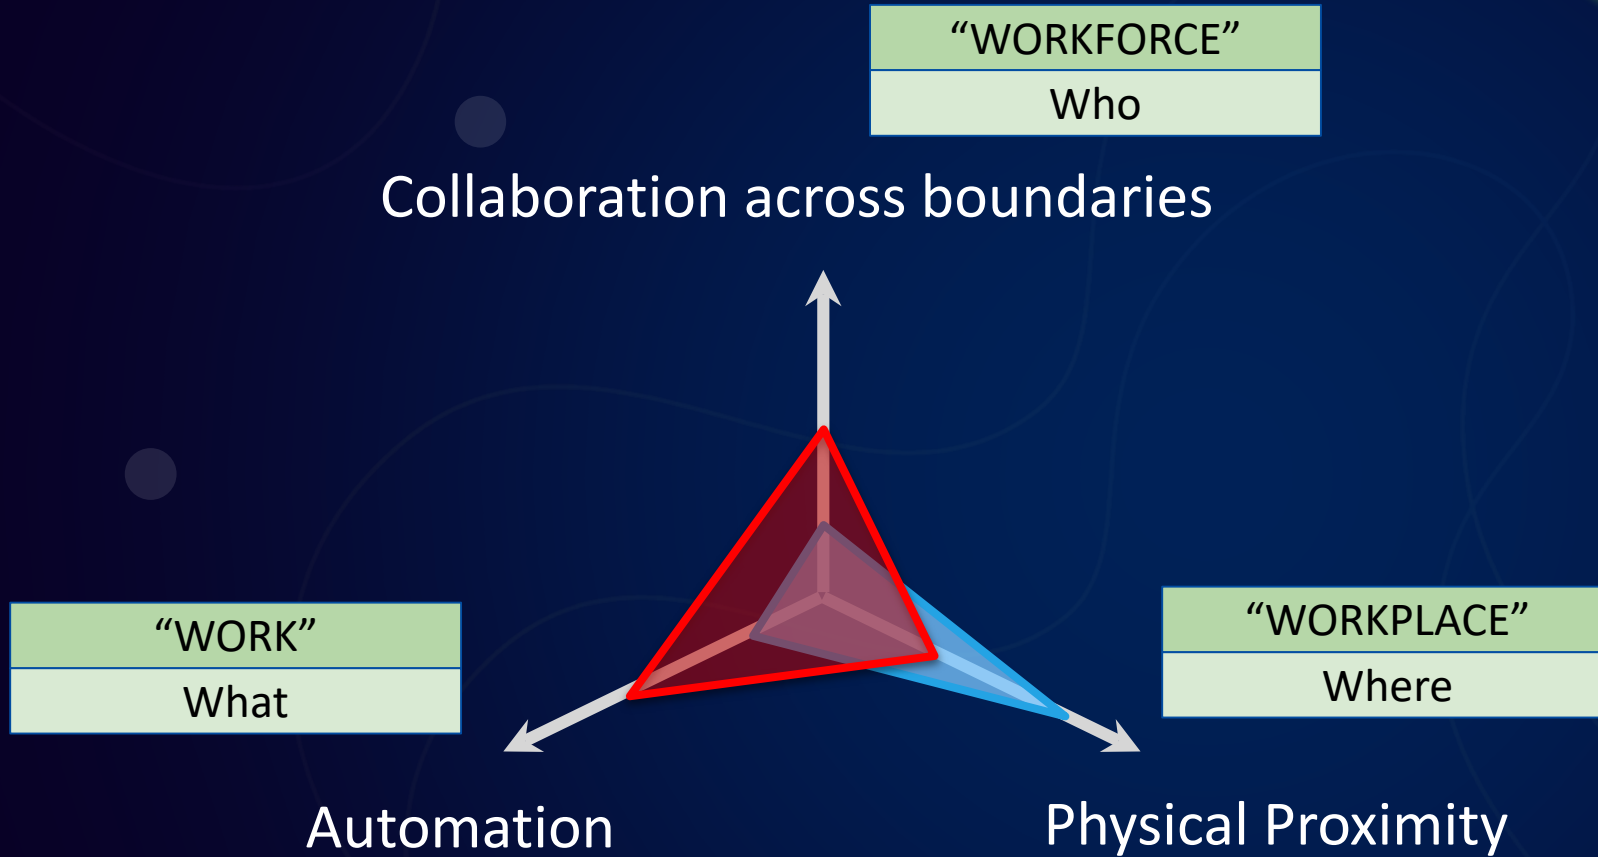 “WORKFORCE”
Who
Collaboration across boundaries
“WORK”
What
“WORKPLACE”
Where
Automation
Physical Proximity